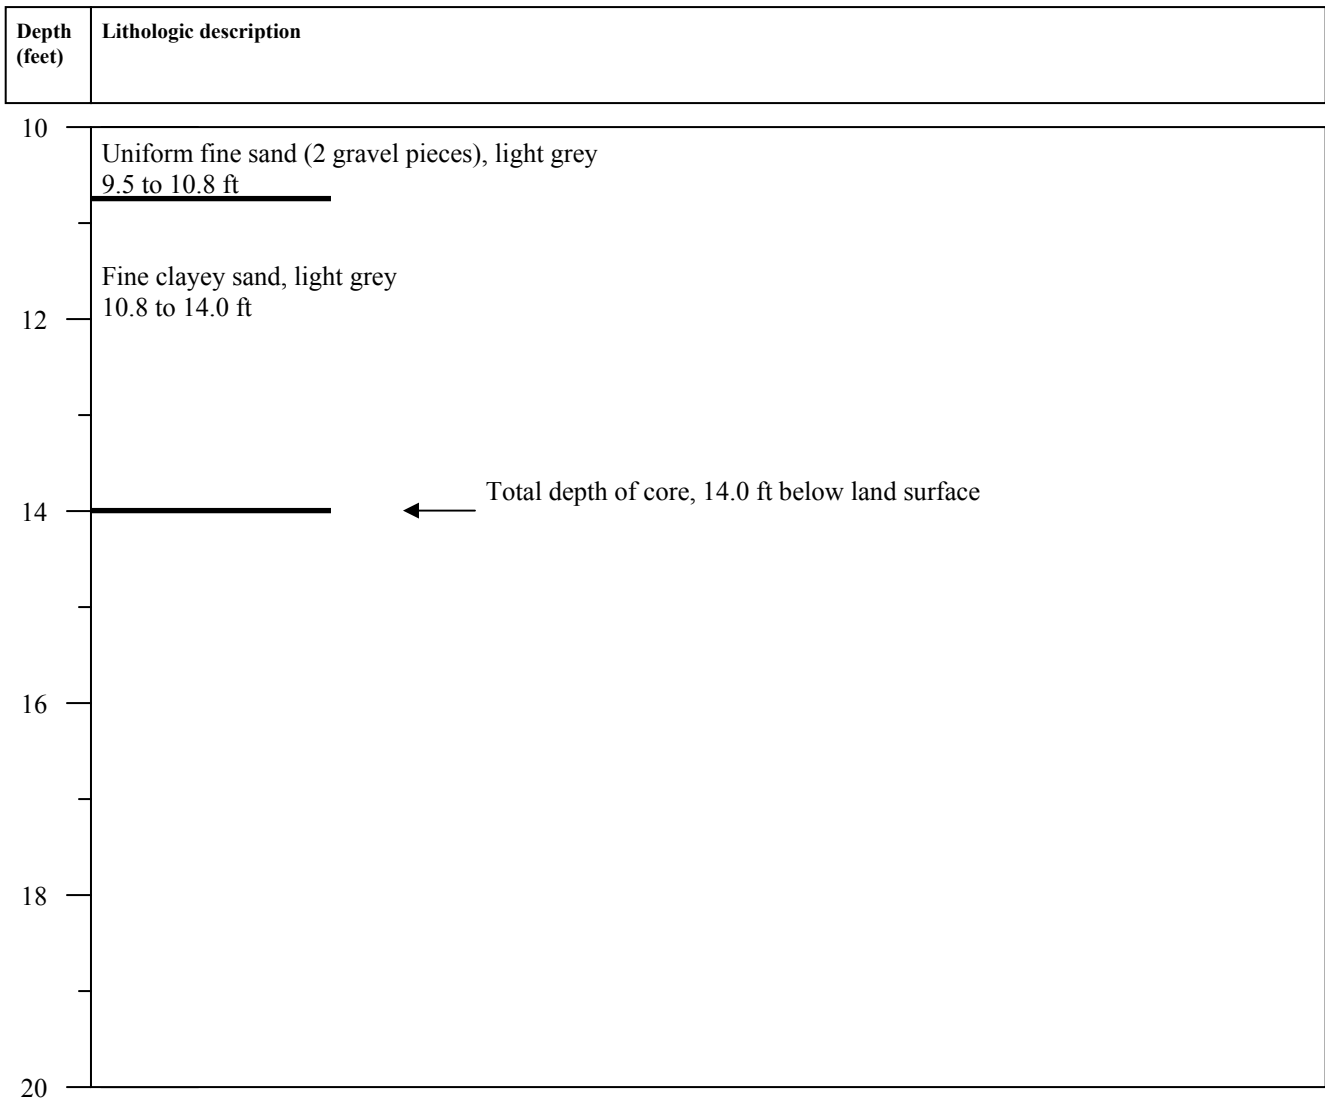 Depth
(feet)
Lithologic description
10
Uniform fine sand (2 gravel pieces), light grey
9.5 to 10.8 ft
Fine clayey sand, light grey
10.8 to 14.0 ft
12
Total depth of core, 14.0 ft below land surface
14
16
18
20